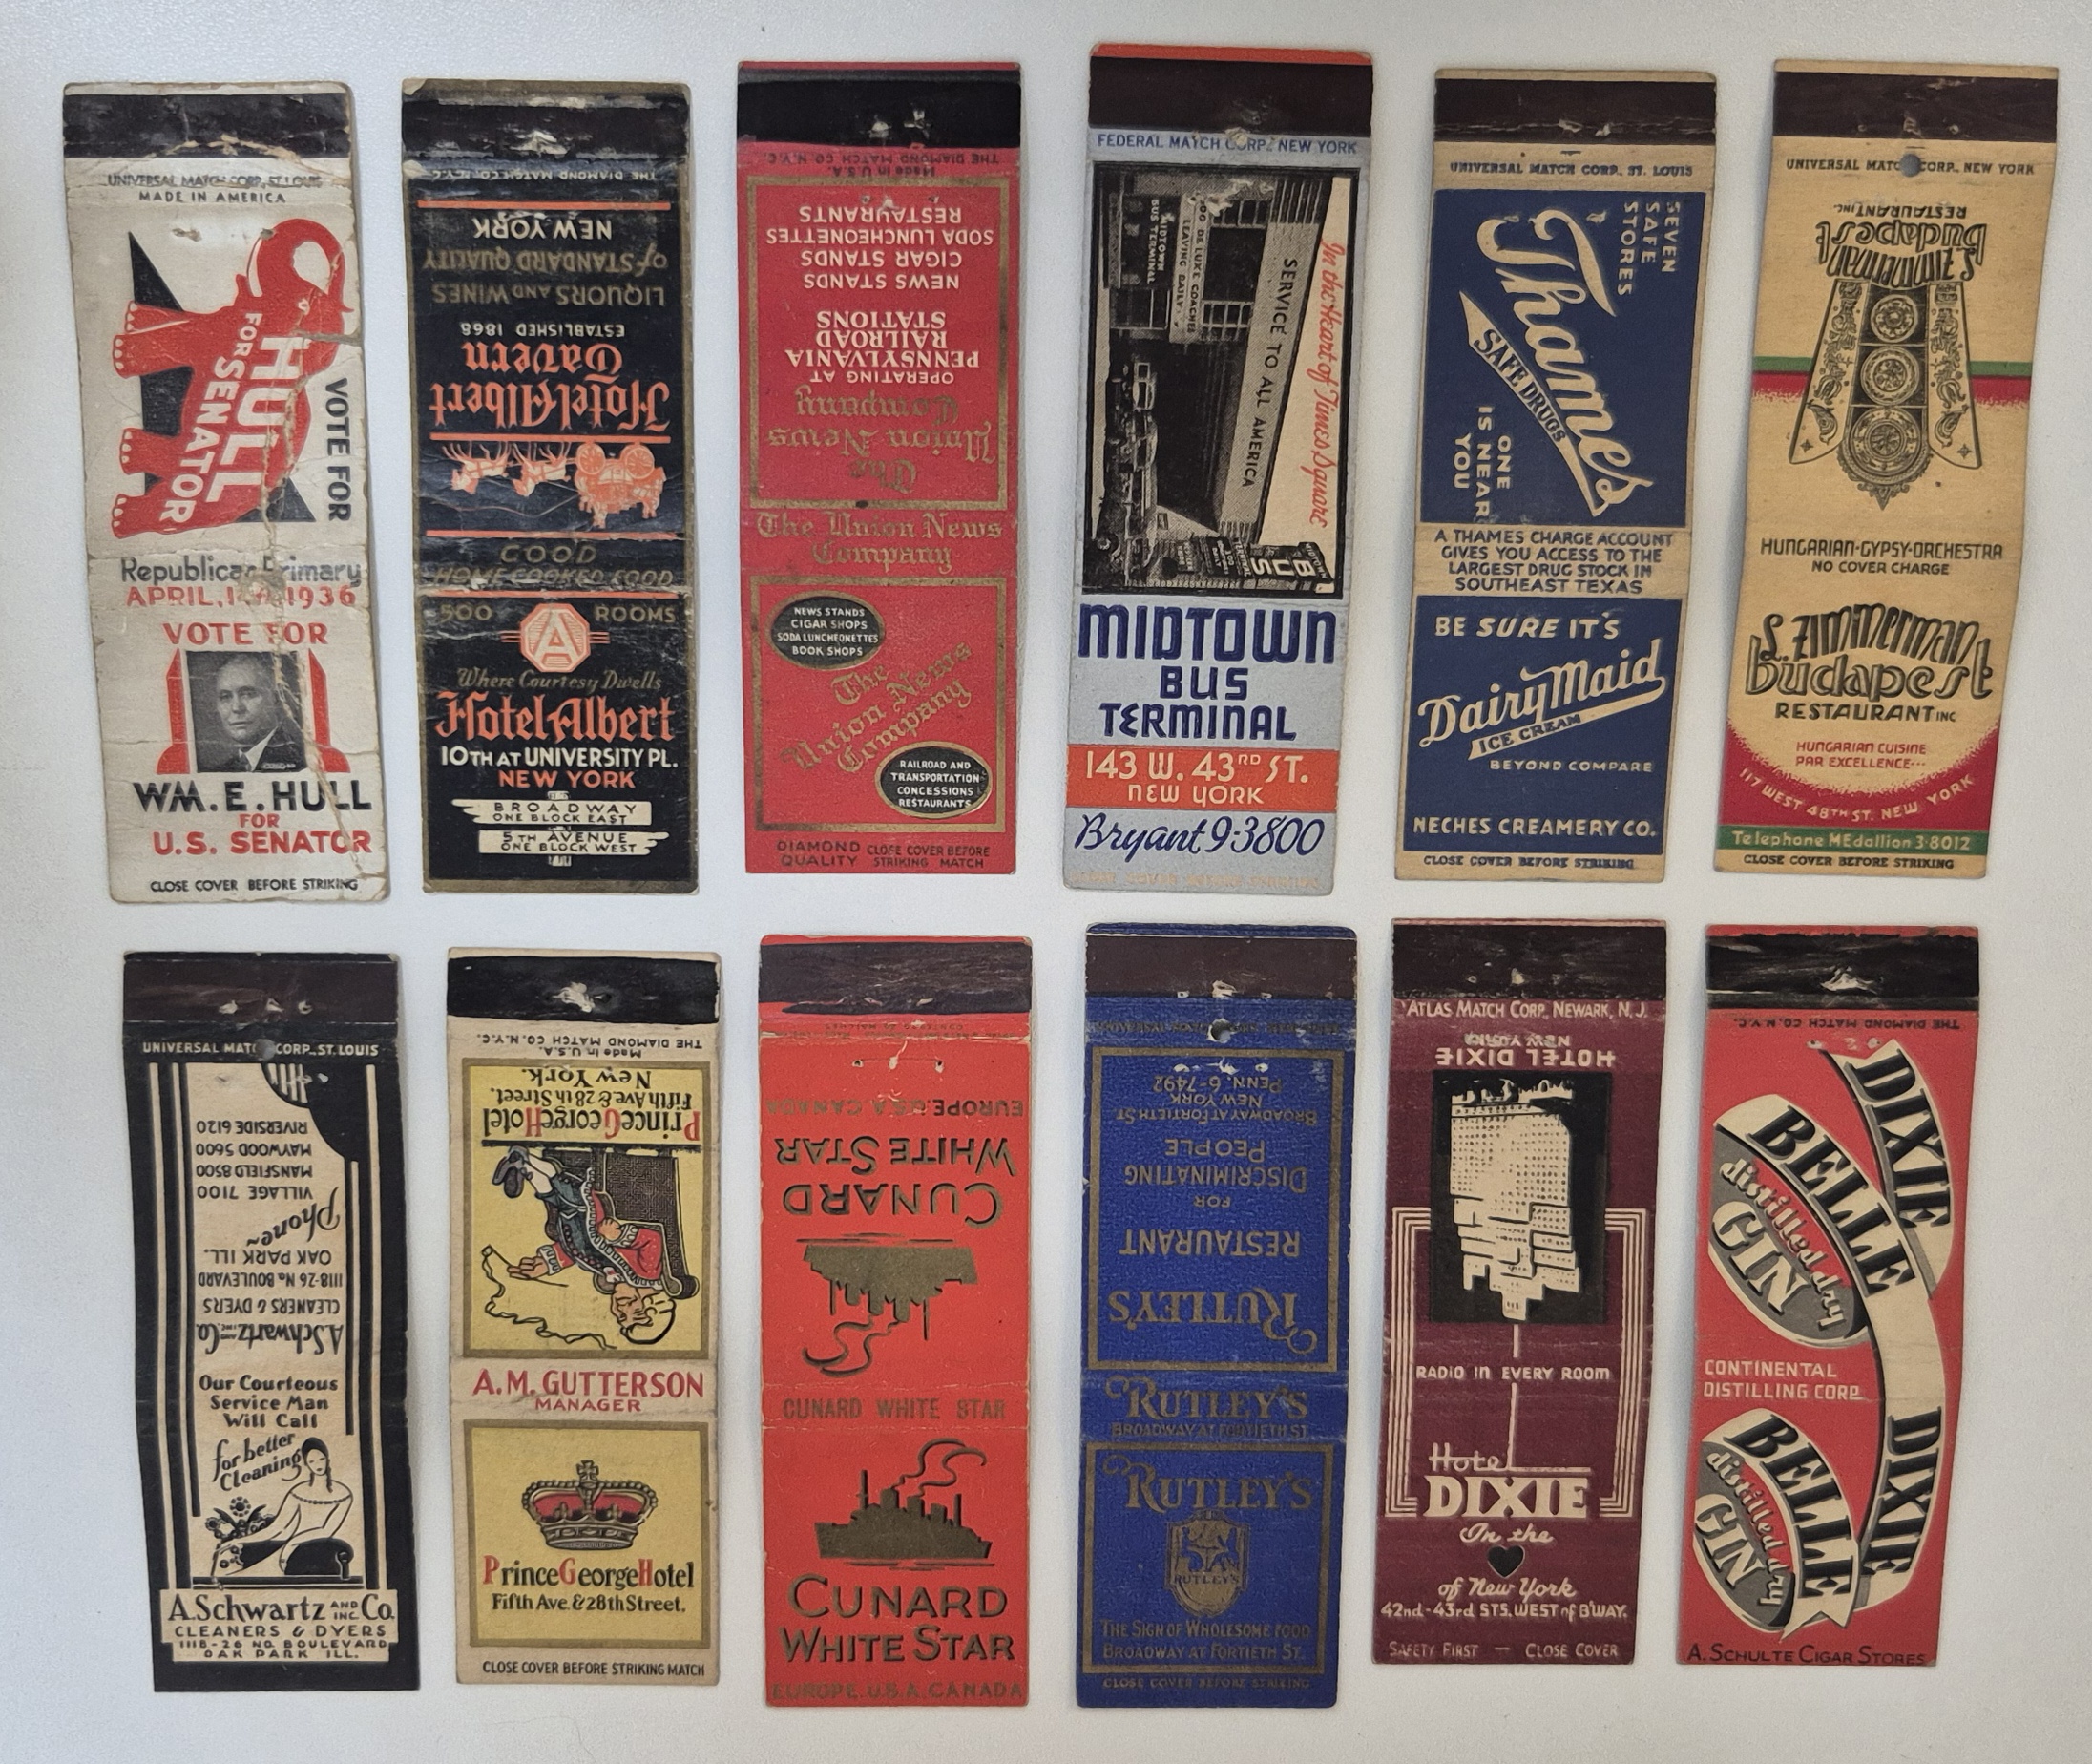 UNIVERSAL MATCH CORP., ST. LOUIS
MADE IN AMERICA
VOTE FOR
HULL
FOR SENATOR
Republican Primary
APRIL, 1936
VOTE FOR
WM. E. HULL
FOR
U.S. SENATOR
CLOSE COVER BEFORE STRIKING
THE DIAMOND MATCH CO. N.Y.C.
NEW YORK
OF STANDARD QUALITY
LIQUORS AND WINES
ESTABLISHED 1868
Tavern
Hotel Albert
GOOD
HOME COOKED FOOD
500 ROOMS
A
Where Courtesy Dwells
Hotel Albert
10TH AT UNIVERSITY PL.
NEW YORK
BROADWAY
ONE BLOCK EAST
5TH AVENUE
ONE BLOCK WEST
THE DIAMOND MATCH CO. N.Y.C.
Made in U.S.A.
The
Union News
Company
OPERATING AT
PENNSYLVANIA
RAILROAD
STATIONS
NEWS STANDS
CIGAR STANDS
SODA LUNCHEONETTES
RESTAURANTS
The Union News
Company
NEWS STANDS
CIGAR SHOPS
SODA LUNCHEONETTES
BOOK SHOPS
The
Union News
Company
RAILROAD AND
TRANSPORTATION
CONCESSIONS
RESTAURANTS
DIAMOND QUALITY
CLOSE COVER BEFORE STRIKING MATCH
FEDERAL MATCH CORP. NEW YORK
In the Heart of Times Square
SERVICE TO ALL AMERICA
DE LUXE COACHES
LEAVING DAILY
MIDTOWN
BUS TERMINAL
BUS
MIDTOWN
BUS
TERMINAL
143 W. 43RD ST.
NEW YORK
Bryant 9-3800
UNIVERSAL MATCH CORP., ST. LOUIS
SEVEN
SAFE
STORES
Thames
SAFE DRUGS
ONE
IS NEAR
YOU
A THAMES CHARGE ACCOUNT
GIVES YOU ACCESS TO THE
LARGEST DRUG STOCK IN
SOUTHEAST TEXAS
BE SURE IT'S
Dairy Maid
ICE CREAM
BEYOND COMPARE
NECHES CREAMERY CO.
CLOSE COVER BEFORE STRIKING
UNIVERSAL MATCH CORP., NEW YORK
S. Zimmerman
budapest
RESTAURANT INC.
HUNGARIAN-GYPSY-ORCHESTRA
NO COVER CHARGE
S. Zimmerman
budapest
RESTAURANT INC
HUNGARIAN CUISINE
PAR EXCELLENCE...
117 WEST 48TH ST. NEW YORK
Telephone MEdallion 3-8012
CLOSE COVER BEFORE STRIKING
UNIVERSAL MATCH CORP., ST. LOUIS
A. Schwartz and Co. INC.
CLEANERS & DYERS
1118-26 No BOULEVARD
OAK PARK ILL.
Phone~
VILLAGE 7100
MANSFIELD 8500
MAYWOOD 5600
RIVERSIDE 6120
Our Courteous
Service Man
Will Call
for better
Cleaning
A. Schwartz AND INC. Co.
CLEANERS & DYERS
1118-26 NO. BOULEVARD
OAK PARK ILL.
THE DIAMOND MATCH CO. N.Y.C.
Made in U.S.A.
Prince George Hotel
Fifth Ave. & 28th Street,
New York.
A.M. GUTTERSON
MANAGER
Prince George Hotel
Fifth Ave. & 28th Street.
CLOSE COVER BEFORE STRIKING MATCH
CUNARD
WHITE STAR
EUROPE. U.S.A. CANADA
CUNARD WHITE STAR
CUNARD
WHITE STAR
EUROPE. U.S.A. CANADA
RUTLEY'S
RESTAURANT
FOR
DISCRIMINATING
PEOPLE
BROADWAY AT FORTIETH ST.
NEW YORK
PENN. 6-7492
RUTLEY'S
BROADWAY AT FORTIETH ST.
RUTLEY'S
RUTLEY'S
THE SIGN OF WHOLESOME FOOD
BROADWAY AT FORTIETH ST.
CLOSE COVER BEFORE STRIKING
ATLAS MATCH CORP. NEWARK, N.J.
HOTEL DIXIE
NEW YORK
RADIO IN EVERY ROOM
Hotel
DIXIE
In the
of New York
42nd-43rd STS. WEST of B'WAY.
SAFETY FIRST — CLOSE COVER
THE DIAMOND MATCH CO. N.Y.C.
DIXIE
BELLE
distilled dry
GIN
CONTINENTAL
DISTILLING CORP
DIXIE
BELLE
distilled dry
GIN
A. SCHULTE CIGAR STORES